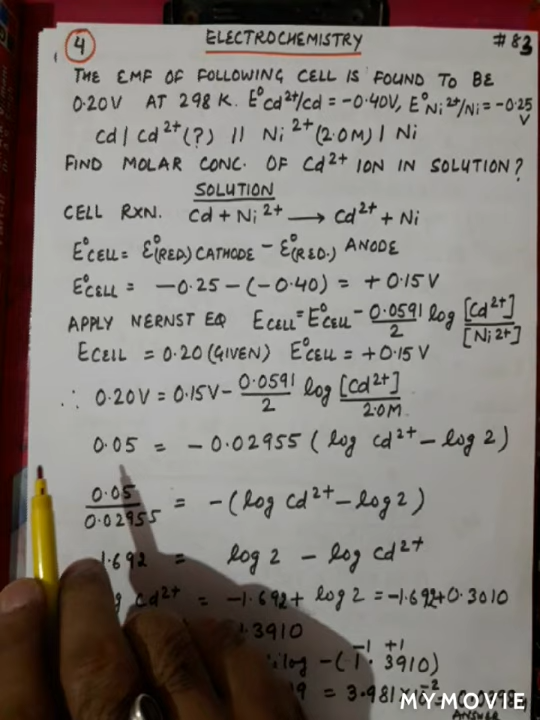 4 ELECTROCHEMISTRY #83
THE EMF OF FOLLOWING CELL IS FOUND TO BE
0.20V AT 298K. E°Cd²⁺/Cd = -0.40V, E°Ni²⁺/Ni = -0.25
V
Cd | Cd²⁺(?) || Ni²⁺(2.0M) | Ni
FIND MOLAR CONC. OF Cd²⁺ ION IN SOLUTION?
SOLUTION
CELL RXN. Cd + Ni²⁺ → Cd²⁺ + Ni
E°CELL = E°(RED.) CATHODE - E°(RED.) ANODE
E°CELL = -0.25 - (-0.40) = +0.15V
APPLY NERNST EQ ECELL = E°CELL - 0.0591/2 log [Cd²⁺]/[Ni²⁺]
ECELL = 0.20 (GIVEN) E°CELL = +0.15V
∴ 0.20V = 0.15V - 0.0591/2 log [Cd²⁺]/2.0M
0.05 = -0.02955 (log Cd²⁺ - log 2)
0.05/0.02955 = -(log Cd²⁺ - log 2)
1.692 = log 2 - log Cd²⁺
Cd²⁺ = -1.692 + log 2 = -1.692 + 0.3010
.3910
-1 +1
ilog -(1.3910)
= 3.981 × 10⁻²
ANSWER
MYMOVIE